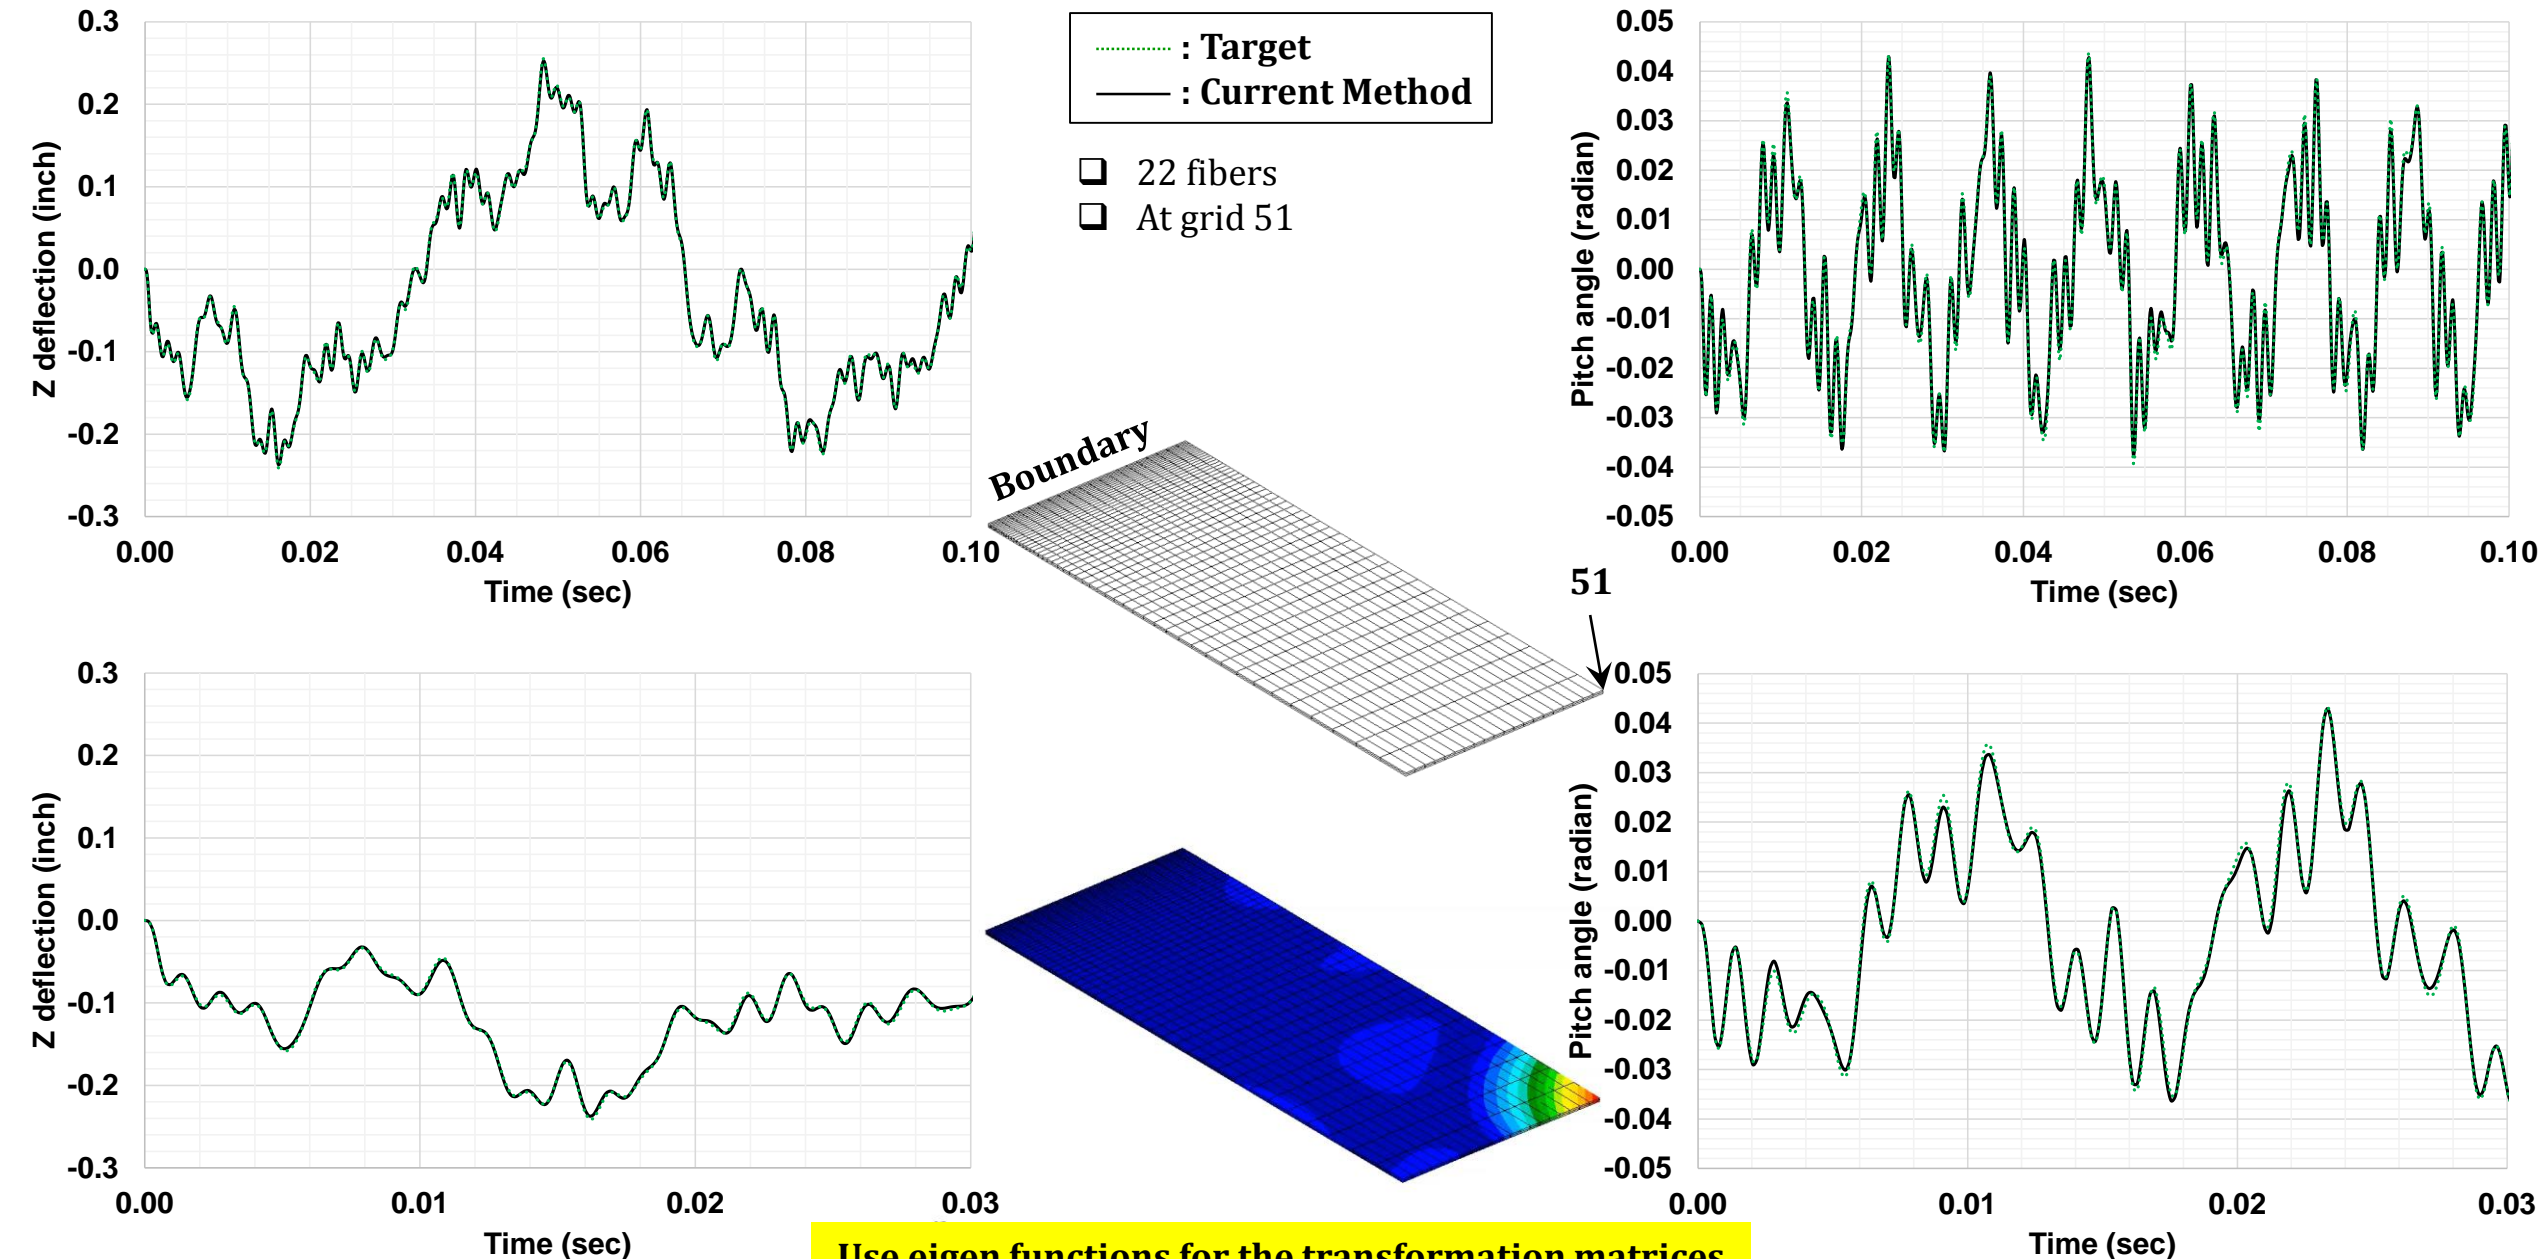 0.3
0.2
0.1
0.0
-0.1
-0.2
-0.3
Z deflection (inch)
0.00 0.02 0.04 0.06 0.08 0.10
Time (sec)
: Target
: Current Method
❑ 22 fibers
❑ At grid 51
0.05
0.04
0.03
0.02
0.01
0.00
-0.01
-0.02
-0.03
-0.04
-0.05
Pitch angle (radian)
0.00 0.02 0.04 0.06 0.08 0.10
Time (sec)
Boundary
51
0.3
0.2
0.1
0.0
-0.1
-0.2
-0.3
Z deflection (inch)
0.00 0.01 0.02 0.03
Time (sec)
0.05
0.04
0.03
0.02
0.01
0.00
-0.01
-0.02
-0.03
-0.04
-0.05
Pitch angle (radian)
0.00 0.01 0.02 0.03
Time (sec)
Use eigen functions for the transformation matrices